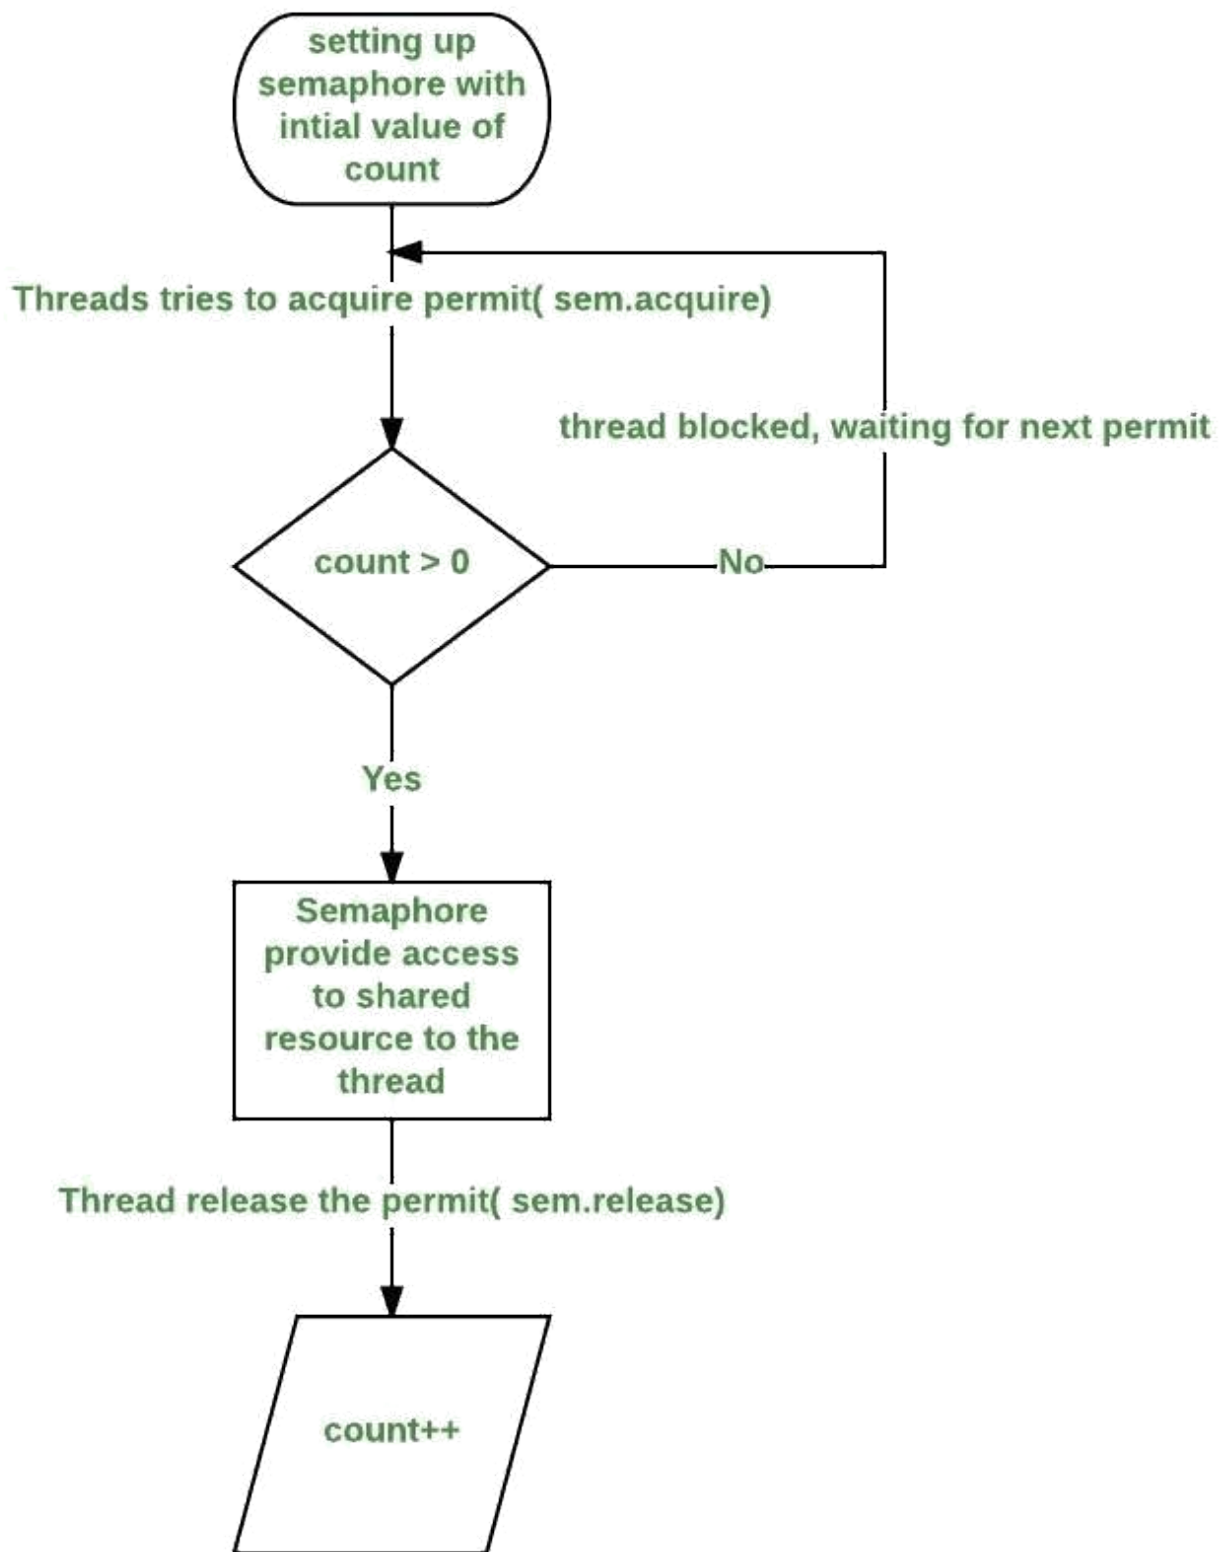 setting up
semaphore with
intial value of
count
Threads tries to acquire permit( sem.acquire)
thread blocked, waiting for next permit
count > 0
No
Yes
Semaphore
provide access
to shared
resource to the
thread
Thread release the permit( sem.release)
count++